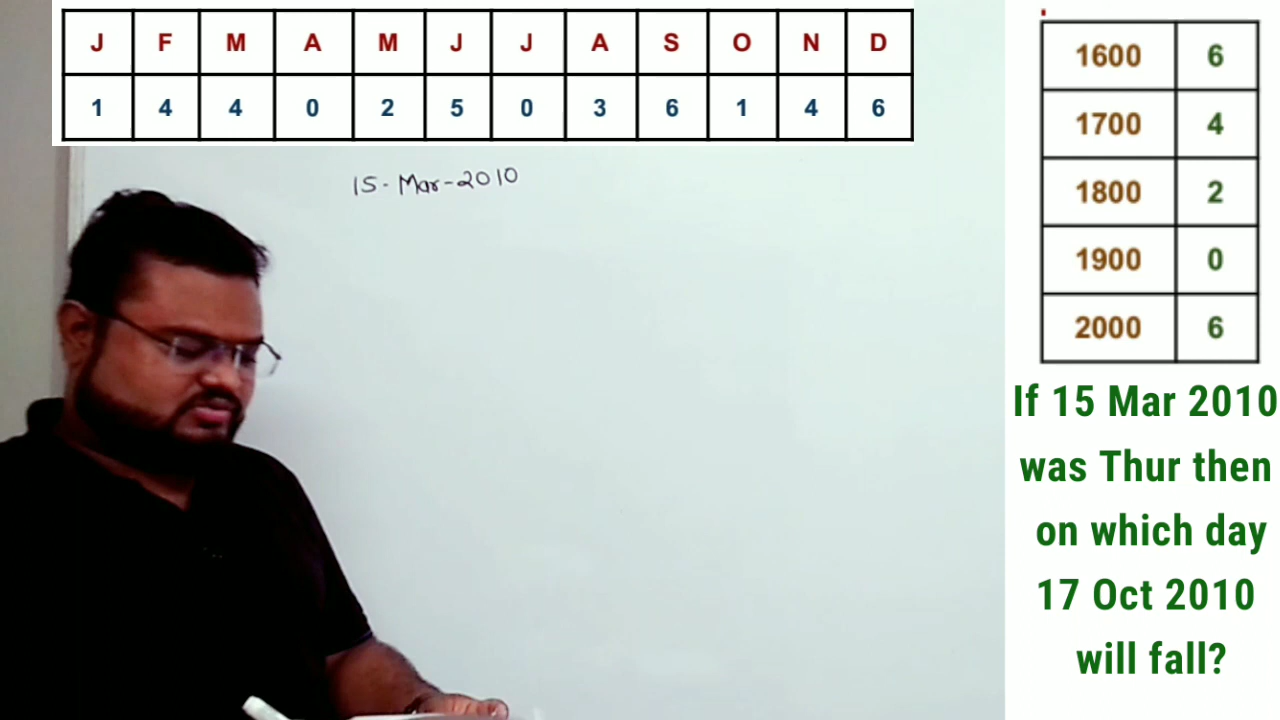 J F M A M J J A S O N D
1 4 4 0 2 5 0 3 6 1 4 6
15-Mar-2010
1600 6
1700 4
1800 2
1900 0
2000 6
If 15 Mar 2010
was Thur then
on which day
17 Oct 2010
will fall?